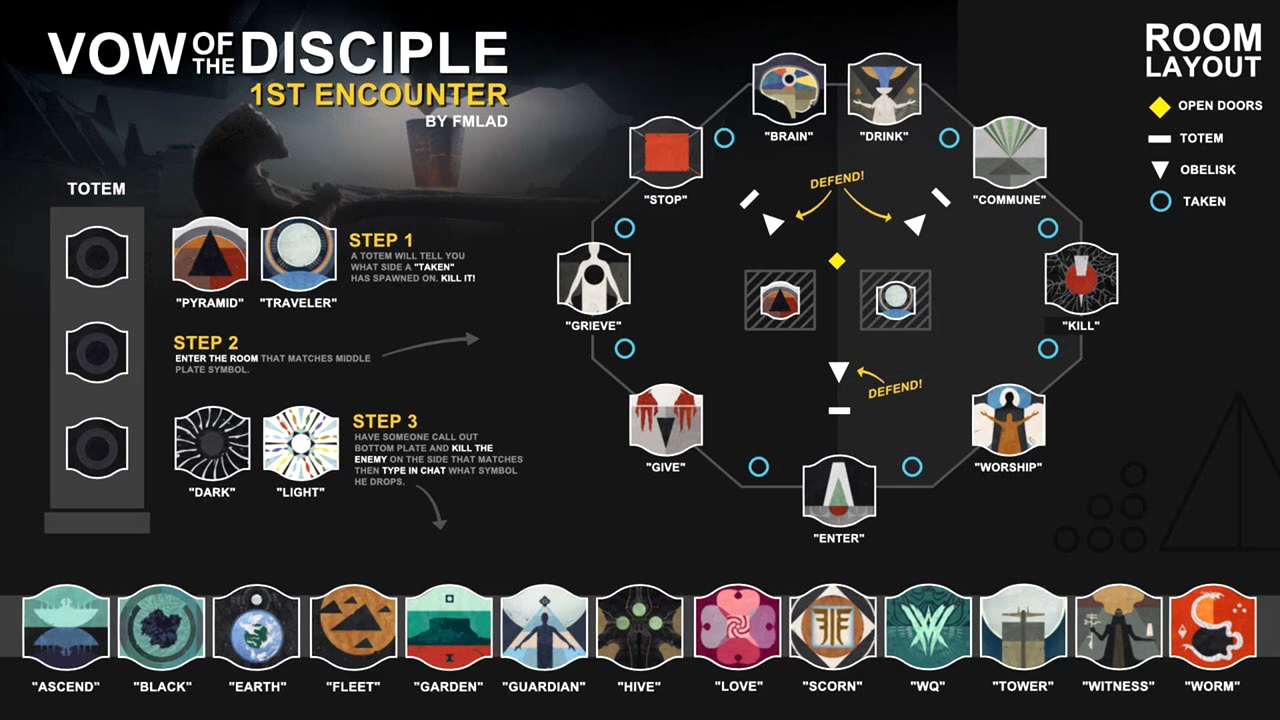 VOW OF THE DISCIPLE
1ST ENCOUNTER
BY FMLAD
ROOM
LAYOUT
OPEN DOORS
TOTEM
OBELISK
TAKEN
TOTEM
"PYRAMID"
"TRAVELER"
STEP 1
A TOTEM WILL TELL YOU
WHAT SIDE A "TAKEN"
HAS SPAWNED ON. KILL IT!
STEP 2
ENTER THE ROOM THAT MATCHES MIDDLE
PLATE SYMBOL.
"DARK"
"LIGHT"
STEP 3
HAVE SOMEONE CALL OUT
BOTTOM PLATE AND KILL THE
ENEMY ON THE SIDE THAT MATCHES
THEN TYPE IN CHAT WHAT SYMBOL
HE DROPS.
"BRAIN"
"DRINK"
"STOP"
"COMMUNE"
DEFEND!
"GRIEVE"
"KILL"
DEFEND!
"GIVE"
"WORSHIP"
"ENTER"
"ASCEND"
"BLACK"
"EARTH"
"FLEET"
"GARDEN"
"GUARDIAN"
"HIVE"
"LOVE"
"SCORN"
"WQ"
"TOWER"
"WITNESS"
"WORM"